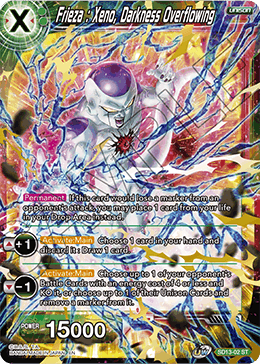 X
Frieza : Xeno, Darkness Overflowing
UNISON
Permanent If this card would lose a marker from an
opponent's attack, you may place 1 card from your life
in your Drop Area instead.
+1 Activate: Main Choose 1 card in your hand and
discard it : Draw 1 card.
-1 Activate: Main Choose up to 1 of your opponent's
Battle Cards with an energy cost of 4 or less and
KO it, or choose up to 1 of their Unison Cards and
remove a marker from it.
POWER
15000
SD13-02 ST